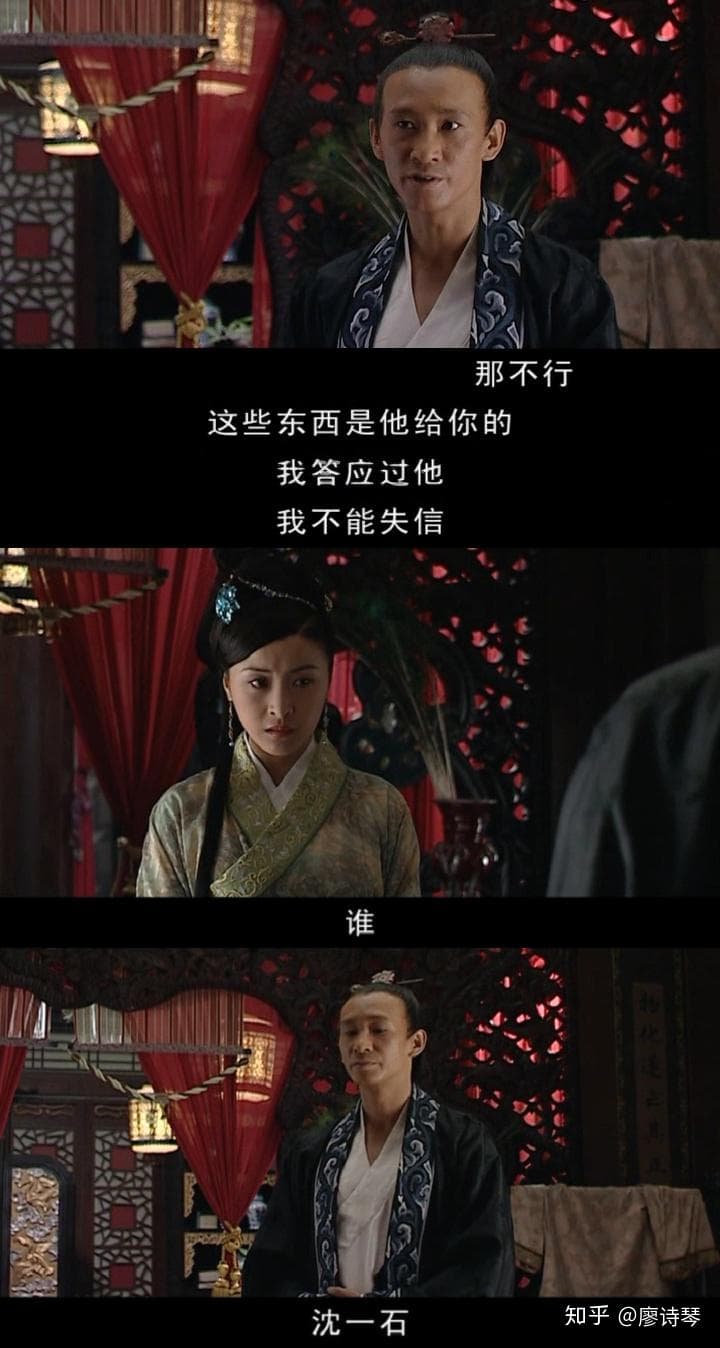 那不行
这些东西是他给你的
我答应过他
我不能失信
谁
沈一石
知乎 @廖诗琴